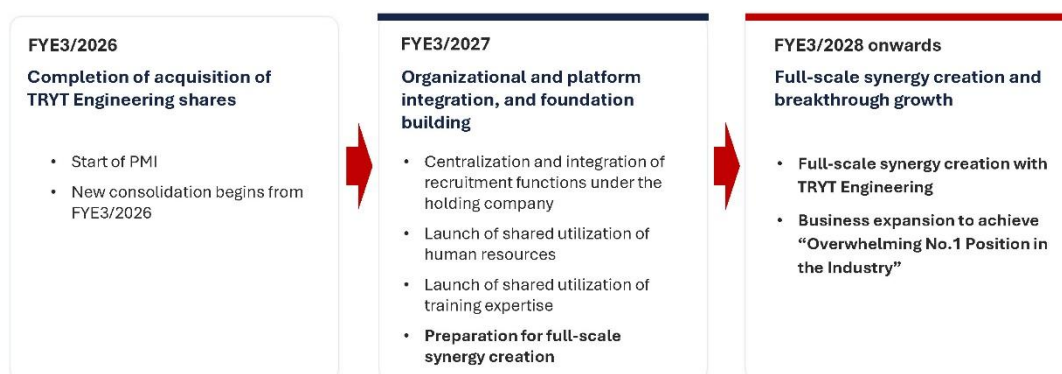 FYE3/2026
Completion of acquisition of
TRYT Engineering shares
• Start of PMI
• New consolidation begins from
FYE3/2026
FYE3/2027
Organizational and platform
integration, and foundation
building
• Centralization and integration of
recruitment functions under the
holding company
• Launch of shared utilization of
human resources
• Launch of shared utilization of
training expertise
• Preparation for full-scale
synergy creation
FYE3/2028 onwards
Full-scale synergy creation and
breakthrough growth
• Full-scale synergy creation with
TRYT Engineering
• Business expansion to achieve
“Overwhelming No.1 Position in
the Industry”